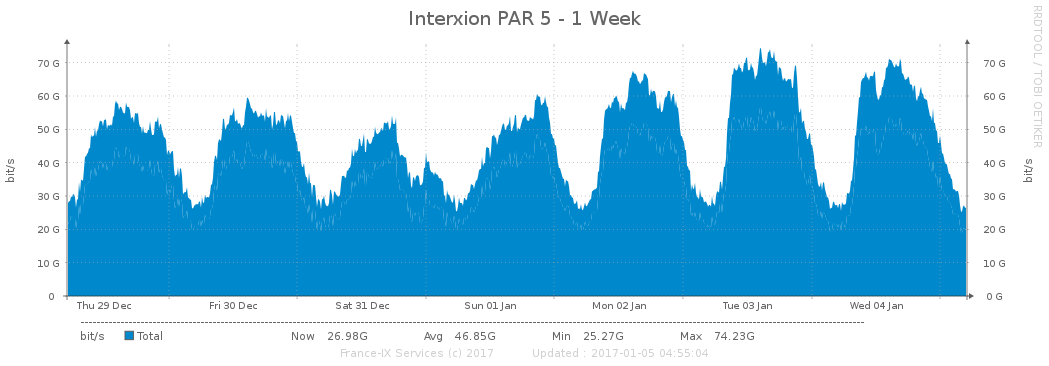 Interxion PAR 5 - 1 Week
RRDTOOL / TOBI OETIKER
bit/s
70 G 70 G
60 G 60 G
50 G 50 G
40 G 40 G
30 G 30 G
20 G 20 G
10 G 10 G
0 0 G
bit/s
Thu 29 Dec Fri 30 Dec Sat 31 Dec Sun 01 Jan Mon 02 Jan Tue 03 Jan Wed 04 Jan
bit/s Total Now 26.98G Avg 46.85G Min 25.27G Max 74.23G
France-IX Services (c) 2017 Updated : 2017-01-05 04:55:04